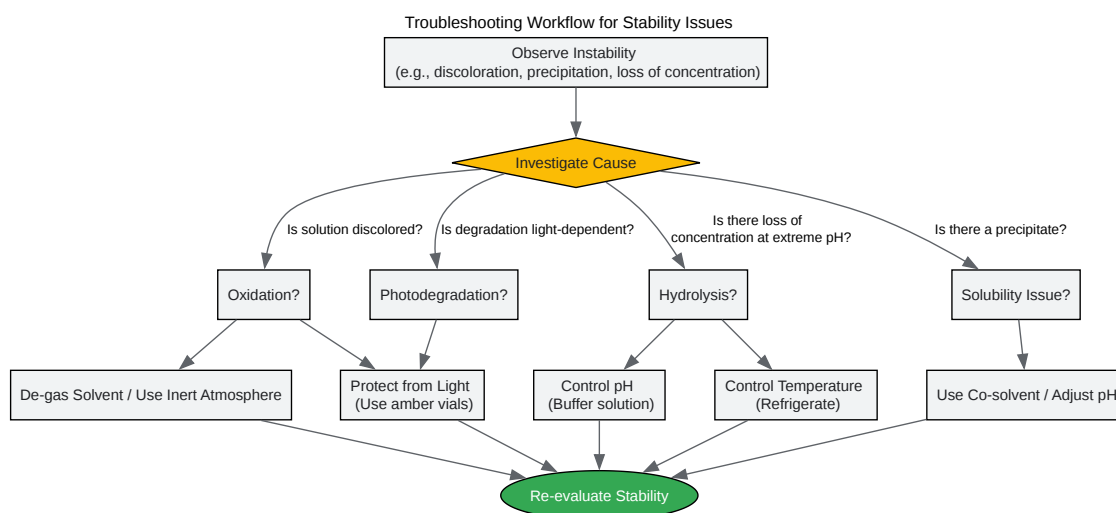 Troubleshooting Workflow for Stability Issues
Observe Instability
(e.g., discoloration, precipitation, loss of concentration)
Investigate Cause
Is solution discolored?
Is degradation light-dependent?
Is there loss of
concentration at extreme pH?
Is there a precipitate?
Oxidation?
Photodegradation?
Hydrolysis?
Solubility Issue?
De-gas Solvent / Use Inert Atmosphere
Protect from Light
(Use amber vials)
Control pH
(Buffer solution)
Control Temperature
(Refrigerate)
Use Co-solvent / Adjust pH
Re-evaluate Stability